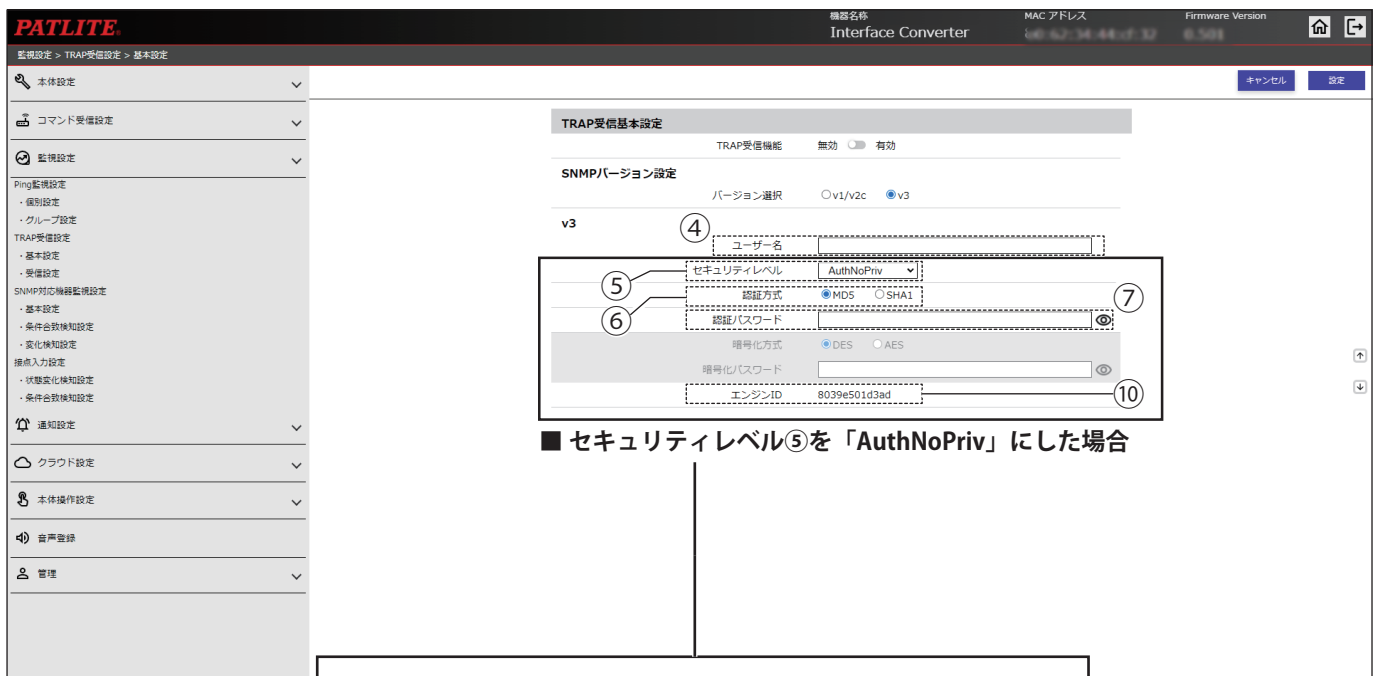 PATLITE
機器名称
Interface Converter
MAC アドレス
Firmware Version
0.501
監視設定 > TRAP受信設定 > 基本設定
キャンセル
設定
本体設定
コマンド受信設定
監視設定
Ping監視設定
・個別設定
・グループ設定
TRAP受信設定
・基本設定
・受信設定
SNMP対応機器監視設定
・基本設定
・条件合致検知設定
・変化検知設定
接点入力設定
・状態変化検知設定
・条件合致検知設定
通知設定
クラウド設定
本体操作設定
音声登録
管理
TRAP受信基本設定
TRAP受信機能 無効 有効
SNMPバージョン設定
バージョン選択 v1/v2c v3
v3
④
ユーザー名
⑤
セキュリティレベル AuthNoPriv
⑥
認証方式 MD5 SHA1
⑦
認証パスワード
暗号化方式 DES AES
暗号化パスワード
エンジンID 8039e501d3ad
⑩
■ セキュリティレベル⑤を「AuthNoPriv」にした場合